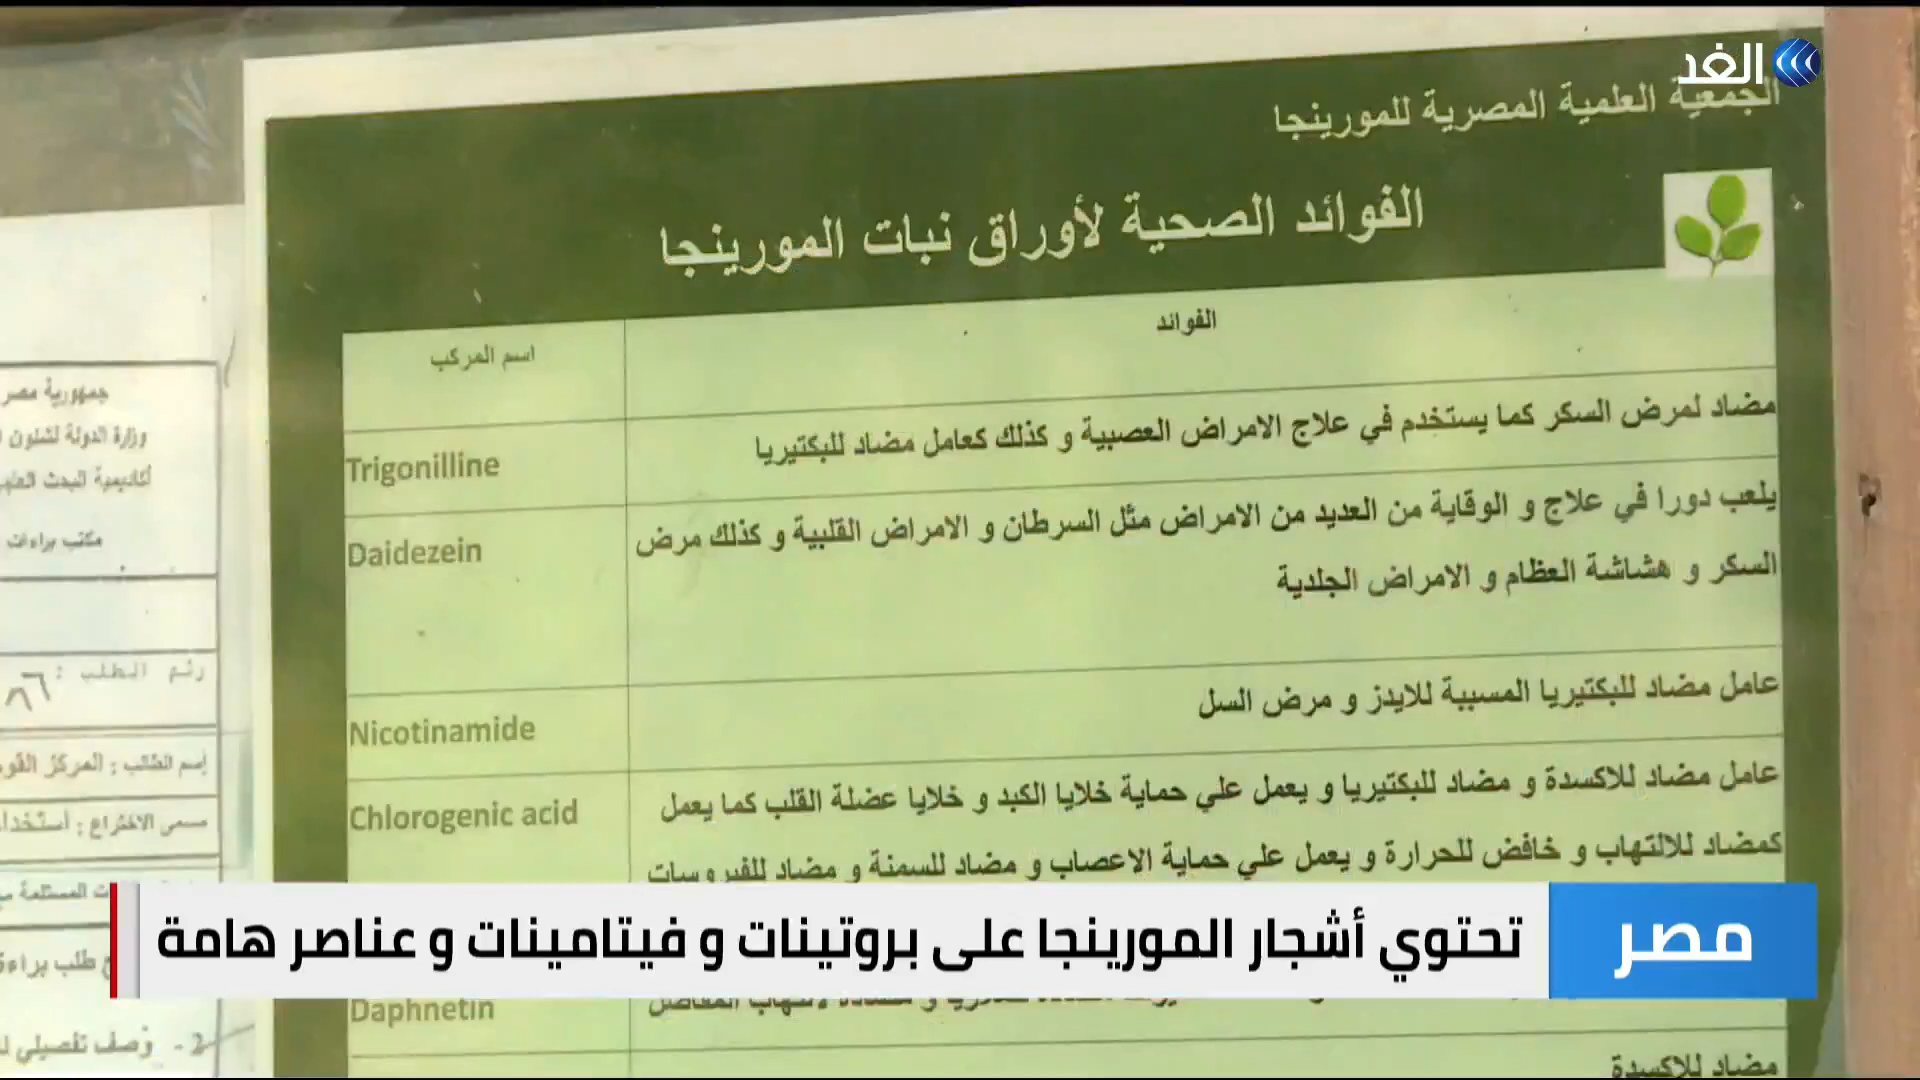 الغد
الجمعية العلمية المصرية للمورينجا
الفوائد الصحية لأوراق نبات المورينجا
الفوائد
اسم المركب
مضاد لمرض السكر كما يستخدم في علاج الامراض العصبية و كذلك كعامل مضاد للبكتيريا
Trigonilline
يلعب دورا في علاج و الوقاية من العديد من الامراض مثل السرطان و الامراض القلبية و كذلك مرض
السكر و هشاشة العظام و الامراض الجلدية
Daidezein
عامل مضاد للبكتيريا المسببة للايدز و مرض السل
Nicotinamide
عامل مضاد للاكسدة و مضاد للبكتيريا و يعمل علي حماية خلايا الكبد و خلايا عضلة القلب كما يعمل
كمضاد للالتهاب و خافض للحرارة و يعمل علي حماية الاعصاب و مضاد للسمنة و مضاد للفيروسات
Chlorogenic acid
Daphnetin
مضاد للاكسدة
جمهورية مصر
وزارة الدولة لشئون
أكاديمية البحث
مكتب براءات
رقم الطلب :
إسم الطالب : المركز
مسمى الاختراع :
المستلمة
طلب
2 - وصف تفصيلي
مصر
تحتوي أشجار المورينجا على بروتينات و فيتامينات و عناصر هامة